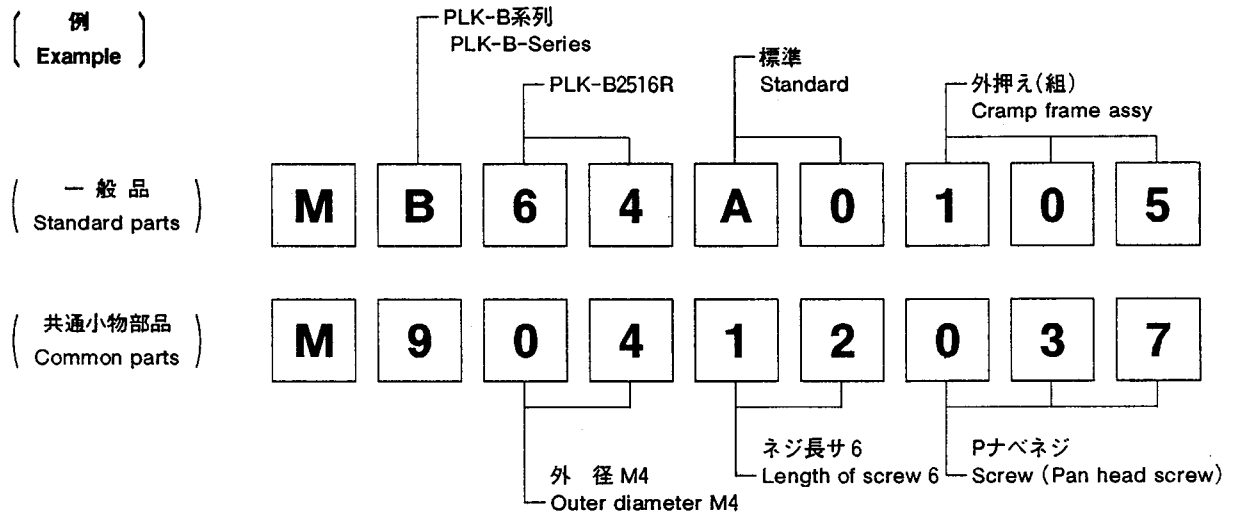 例
Example
PLK-B系列
PLK-B-Series
PLK-B2516R
標準
Standard
外押え(組)
Cramp frame assy
一般品
Standard parts
M B 6 4 A 0 1 0 5
共通小物部品
Common parts
M 9 0 4 1 2 0 3 7
外 径 M4
Outer diameter M4
ネジ長サ 6
Length of screw 6
Pナベネジ
Screw (Pan head screw)